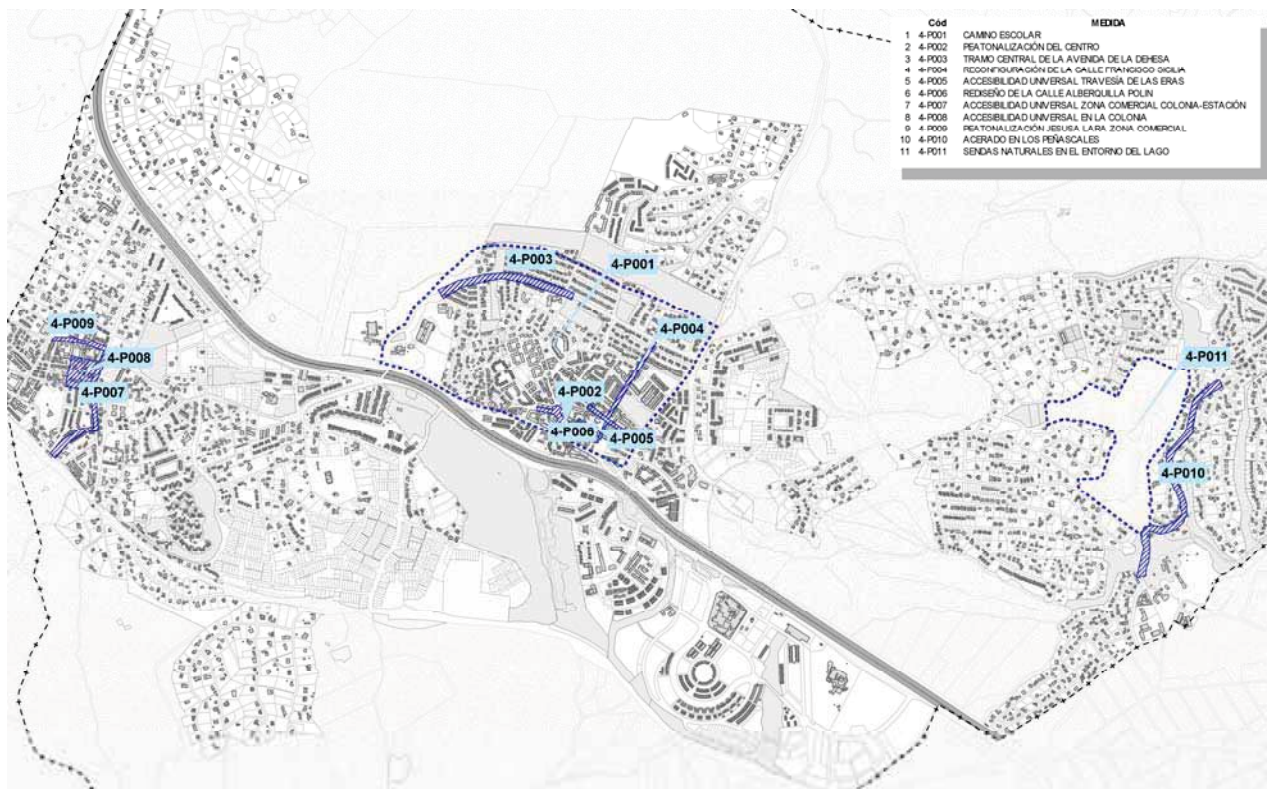 Cód MEDIDA
1 4-P001 CAMINO ESCOLAR
2 4-P002 PEATONALIZACIÓN DEL CENTRO
3 4-P003 TRAMO CENTRAL DE LA AVENIDA DE LA DEHESA
4 4-P004 RECONFIGURACIÓN DE LA CALLE FRANCISCO SICILIA
5 4-P005 ACCESIBILIDAD UNIVERSAL TRAVESÍA DE LAS ERAS
6 4-P006 REDISEÑO DE LA CALLE ALBERQUILLA POLIN
7 4-P007 ACCESIBILIDAD UNIVERSAL ZONA COMERCIAL COLONIA-ESTACIÓN
8 4-P008 ACCESIBILIDAD UNIVERSAL EN LA COLONIA
9 4-P009 PEATONALIZACIÓN JESUSA LARA ZONA COMERCIAL
10 4-P010 ACERADO EN LOS PEÑASCALES
11 4-P011 SENDAS NATURALES EN EL ENTORNO DEL LAGO
4-P003
4-P001
4-P009
4-P004
4-P008
4-P011
4-P007
4-P002
4-P006
4-P005
4-P010